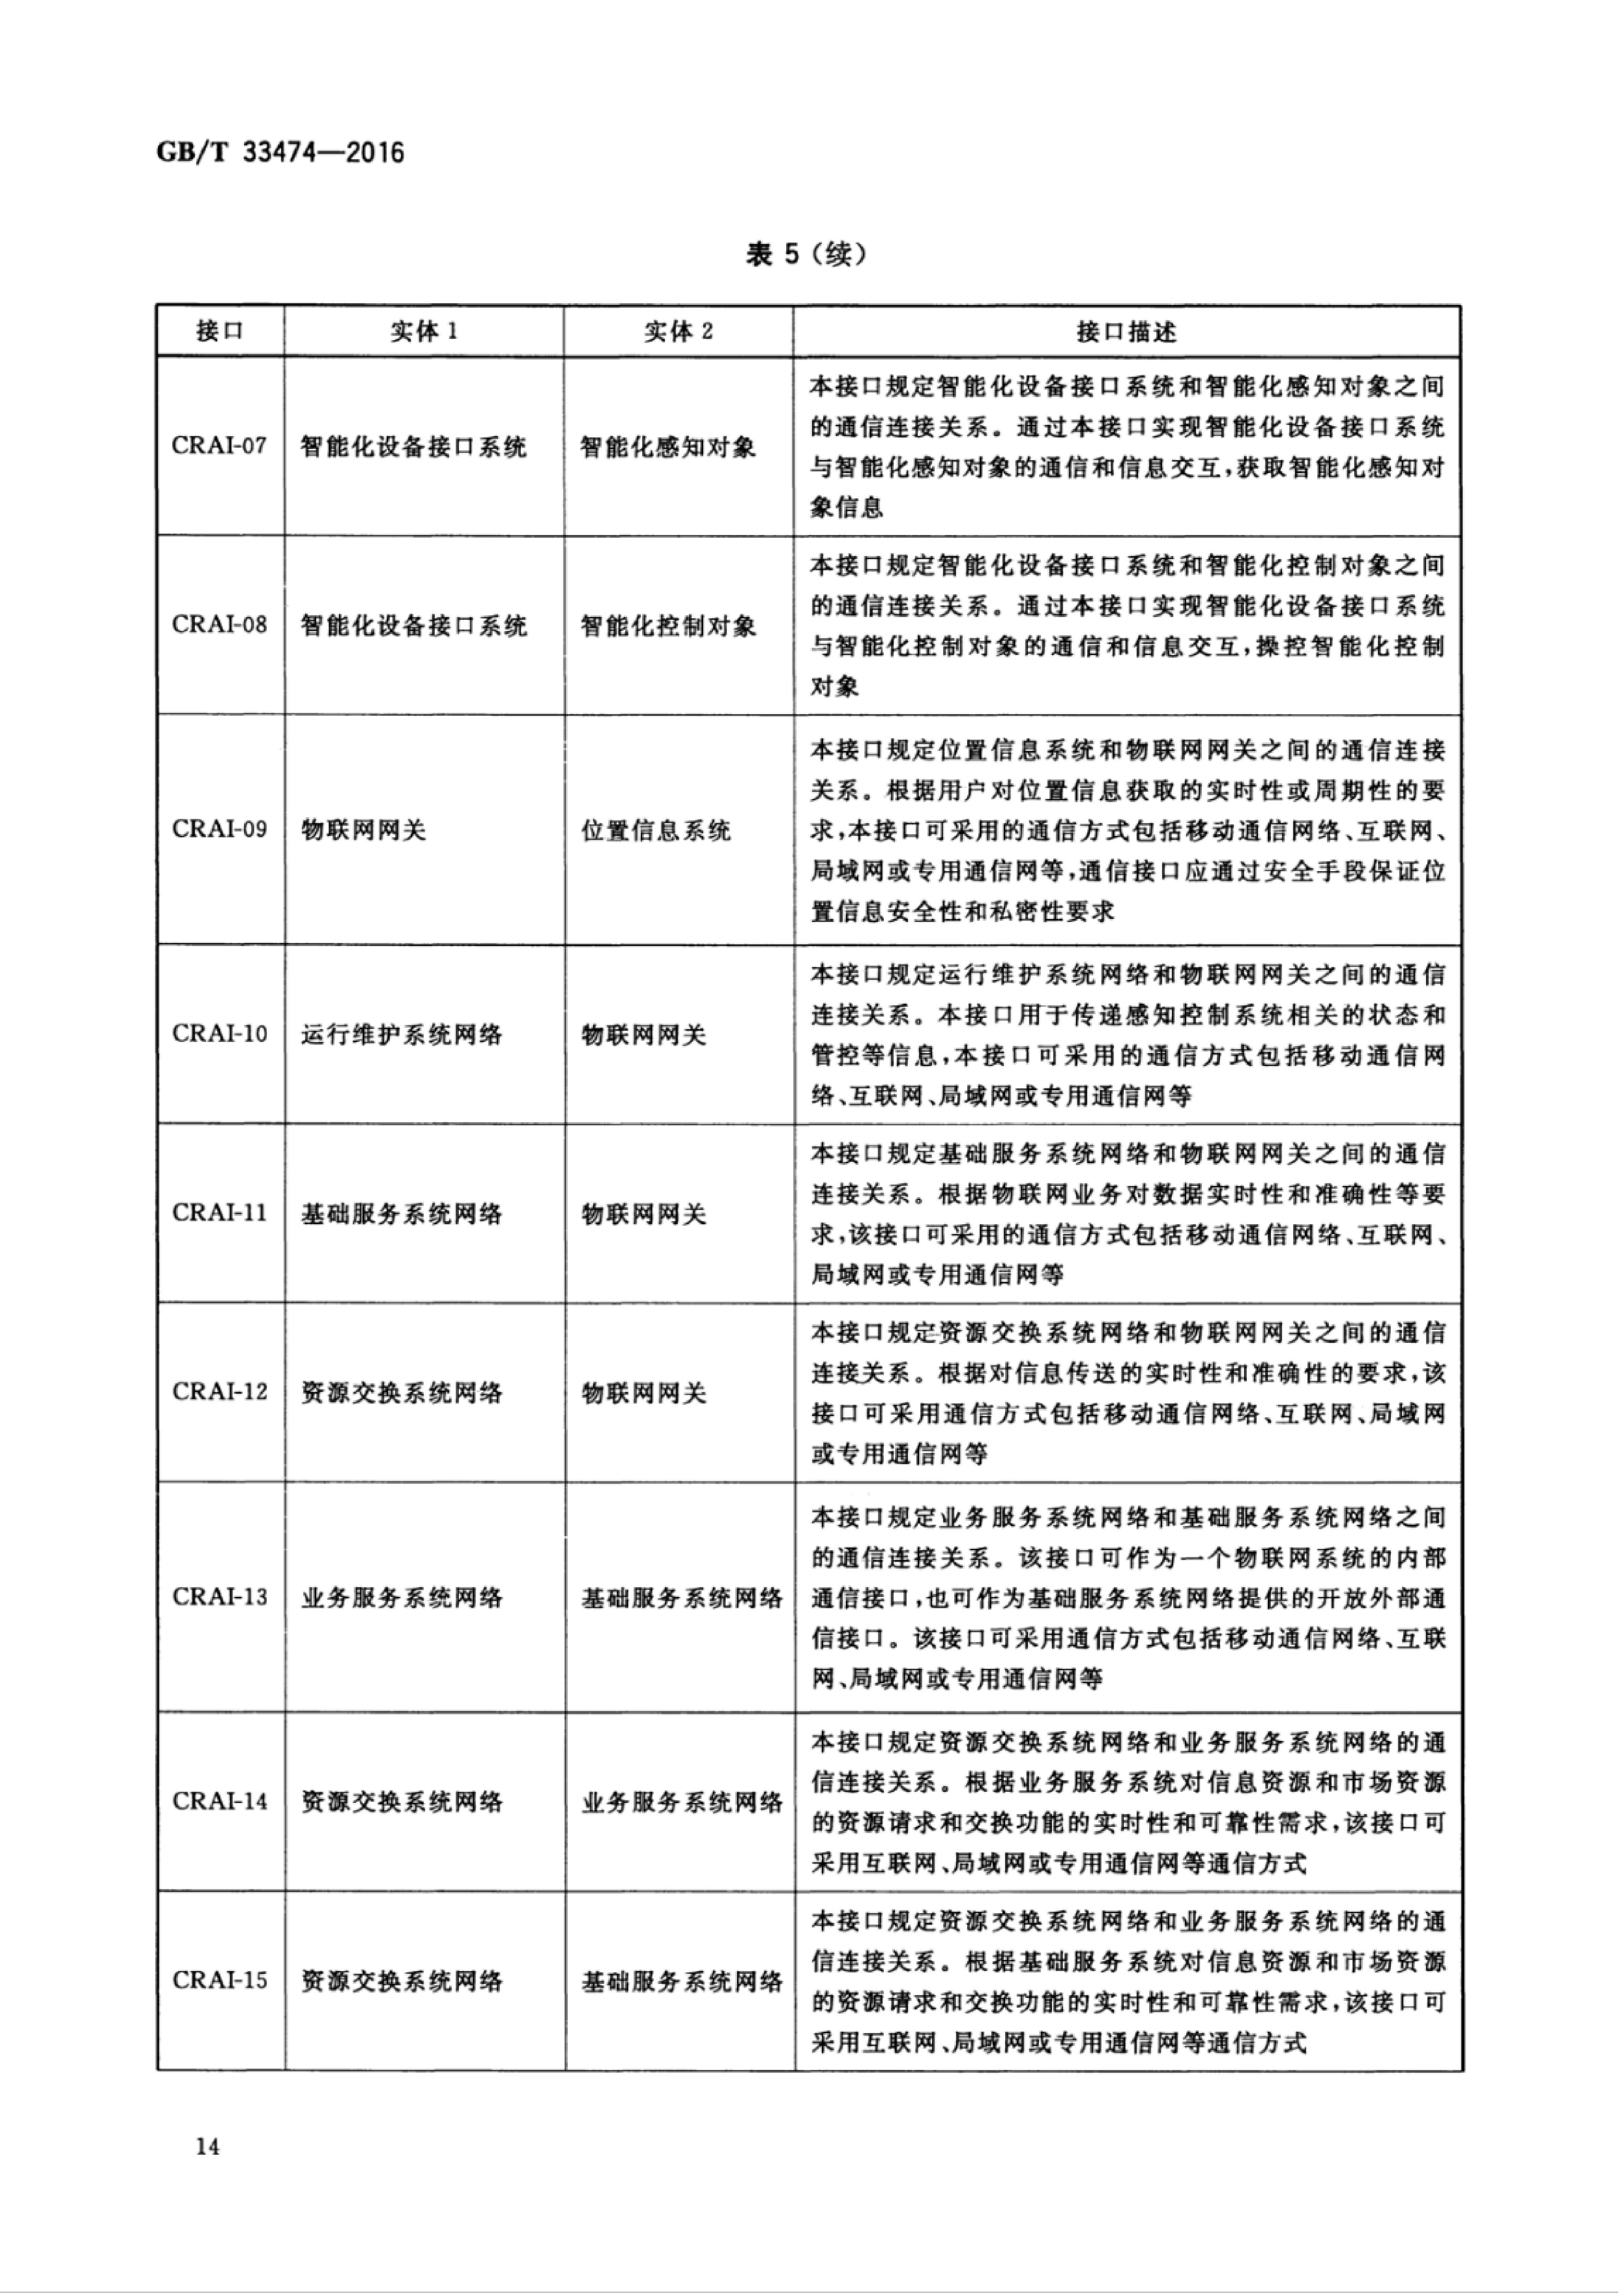 GB/T 33474—2016
表 5（续）
接口 实体 1 实体 2 接口描述
CRAI-07 智能化设备接口系统 智能化感知对象
本接口规定智能化设备接口系统和智能化感知对象之间
的通信连接关系。通过本接口实现智能化设备接口系统
与智能化感知对象的通信和信息交互，获取智能化感知对
象信息
CRAI-08 智能化设备接口系统 智能化控制对象
本接口规定智能化设备接口系统和智能化控制对象之间
的通信连接关系。通过本接口实现智能化设备接口系统
与智能化控制对象的通信和信息交互，操控智能化控制
对象
CRAI-09 物联网网关 位置信息系统
本接口规定位置信息系统和物联网网关之间的通信连接
关系。根据用户对位置信息获取的实时性或周期性的要
求，本接口可采用的通信方式包括移动通信网络、互联网、
局域网或专用通信网等，通信接口应通过安全手段保证位
置信息安全性和私密性要求
CRAI-10 运行维护系统网络 物联网网关
本接口规定运行维护系统网络和物联网网关之间的通信
连接关系。本接口用于传递感知控制系统相关的状态和
管控等信息，本接口可采用的通信方式包括移动通信网
络、互联网、局域网或专用通信网等
CRAI-11 基础服务系统网络 物联网网关
本接口规定基础服务系统网络和物联网网关之间的通信
连接关系。根据物联网业务对数据实时性和准确性等要
求，该接口可采用的通信方式包括移动通信网络、互联网、
局域网或专用通信网等
CRAI-12 资源交换系统网络 物联网网关
本接口规定资源交换系统网络和物联网网关之间的通信
连接关系。根据对信息传送的实时性和准确性的要求，该
接口可采用通信方式包括移动通信网络、互联网、局域网
或专用通信网等
CRAI-13 业务服务系统网络 基础服务系统网络
本接口规定业务服务系统网络和基础服务系统网络之间
的通信连接关系。该接口可作为一个物联网系统的内部
通信接口，也可作为基础服务系统网络提供的开放外部通
信接口。该接口可采用通信方式包括移动通信网络、互联
网、局域网或专用通信网等
CRAI-14 资源交换系统网络 业务服务系统网络
本接口规定资源交换系统网络和业务服务系统网络的通
信连接关系。根据业务服务系统对信息资源和市场资源
的资源请求和交换功能的实时性和可靠性需求，该接口可
采用互联网、局域网或专用通信网等通信方式
CRAI-15 资源交换系统网络 基础服务系统网络
本接口规定资源交换系统网络和业务服务系统网络的通
信连接关系。根据基础服务系统对信息资源和市场资源
的资源请求和交换功能的实时性和可靠性需求，该接口可
采用互联网、局域网或专用通信网等通信方式
14